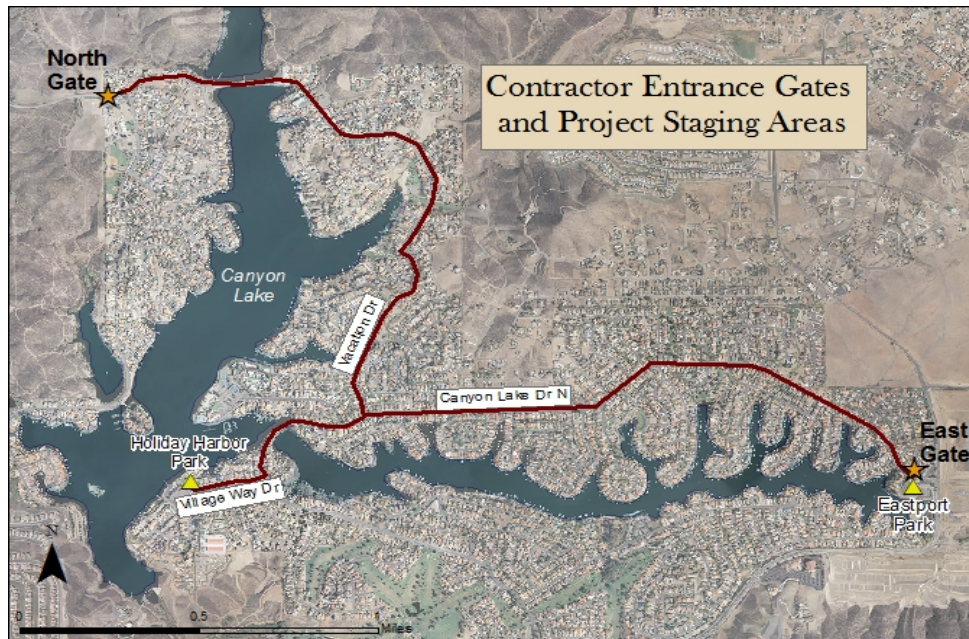 North
Gate
Contractor Entrance Gates
and Project Staging Areas
Canyon
Lake
Vacation Dr
Canyon Lake Dr N
Holiday Harbor
Park
Village Way Dr
East
Gate
Eastport
Park
N
0 0.5 1
Miles